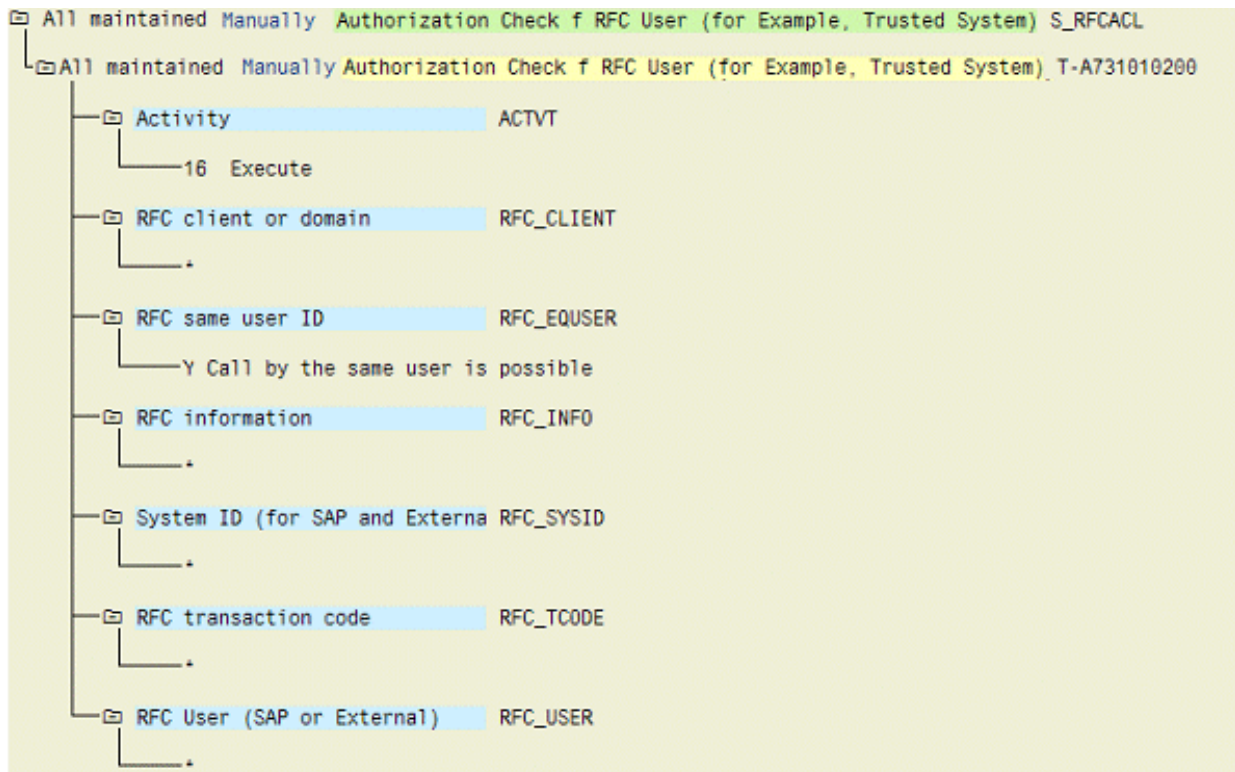 All maintained Manually Authorization Check f RFC User (for Example, Trusted System) S_RFCACL
All maintained Manually Authorization Check f RFC User (for Example, Trusted System) T-A731010200
Activity ACTVT
16 Execute
RFC client or domain RFC_CLIENT
*
RFC same user ID RFC_EQUSER
Y Call by the same user is possible
RFC information RFC_INFO
*
System ID (for SAP and Externa RFC_SYSID
*
RFC transaction code RFC_TCODE
*
RFC User (SAP or External) RFC_USER
*